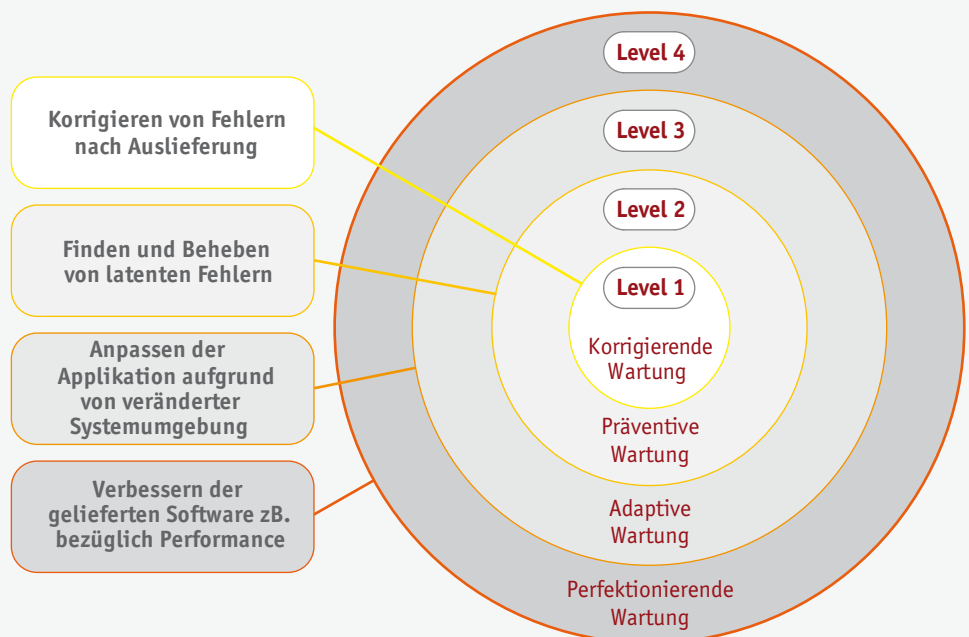 Korrigieren von Fehlern
nach Auslieferung
Finden und Beheben
von latenten Fehlern
Anpassen der
Applikation aufgrund
von veränderter
Systemumgebung
Verbessern der
gelieferten Software zB.
bezüglich Performance
Level 4
Level 3
Level 2
Level 1
Korrigierende
Wartung
Präventive
Wartung
Adaptive
Wartung
Perfektionierende
Wartung